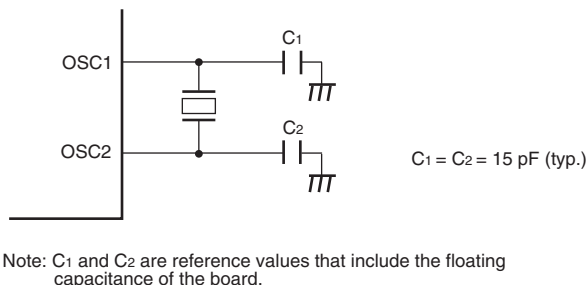 C1
OSC1
C2
OSC2
C1 = C2 = 15 pF (typ.)
Note: C1 and C2 are reference values that include the floating
capacitance of the board.